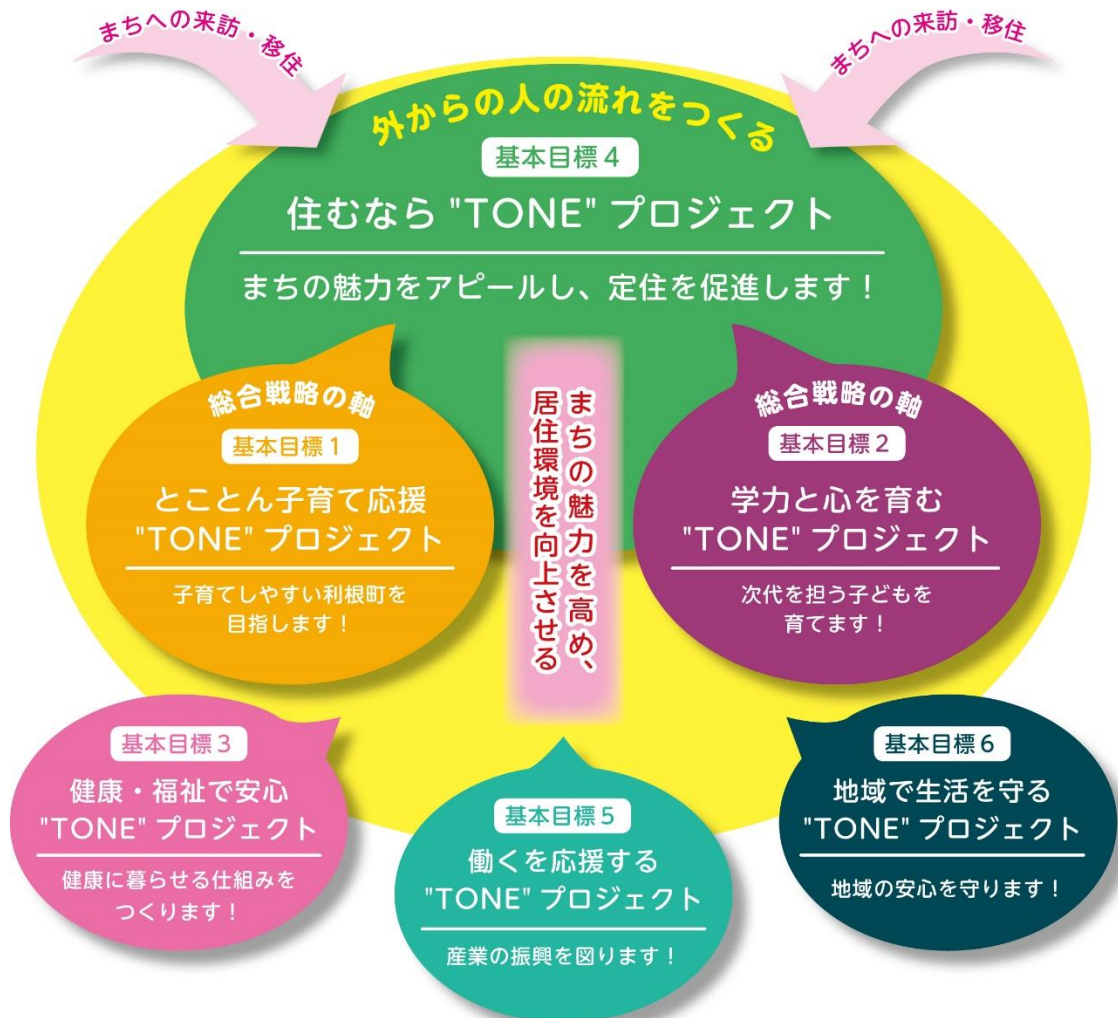 まちへの来訪・移住
まちへの来訪・移住
外からの人の流れをつくる
基本目標4
住むなら "TONE" プロジェクト
まちの魅力をアピールし、定住を促進します！
総合戦略の軸
基本目標1
とことん子育て応援
"TONE" プロジェクト
子育てしやすい利根町を
目指します！
まちの魅力を高め、
居住環境を向上させる
総合戦略の軸
基本目標2
学力と心を育む
"TONE" プロジェクト
次代を担う子どもを
育てます！
基本目標3
健康・福祉で安心
"TONE" プロジェクト
健康に暮らせる仕組みを
つくります！
基本目標5
働くを応援する
"TONE" プロジェクト
産業の振興を図ります！
基本目標6
地域で生活を守る
"TONE" プロジェクト
地域の安心を守ります！